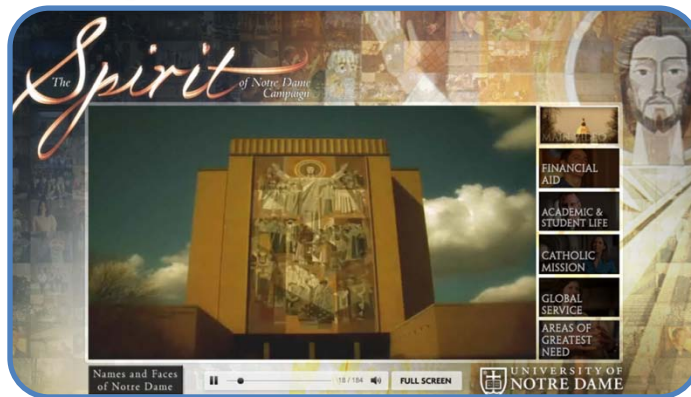 The Spirit of Notre Dame
Campaign
FINANCIAL
AID
ACADEMIC &
STUDENT LIFE
CATHOLIC
MISSION
GLOBAL
SERVICE
AREAS OF
GREATEST
NEED
Names and Faces
of Notre Dame
18 / 184
FULL SCREEN
UNIVERSITY OF
NOTRE DAME